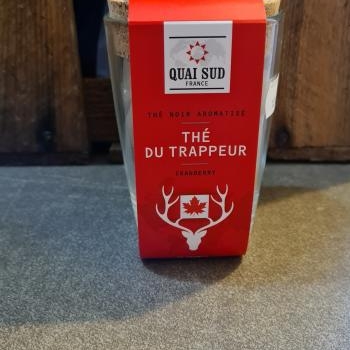 QUAI SUD
FRANCE
THÉ NOIR AROMATISÉ
THÉ
DU TRAPPEUR
CRANBERRY